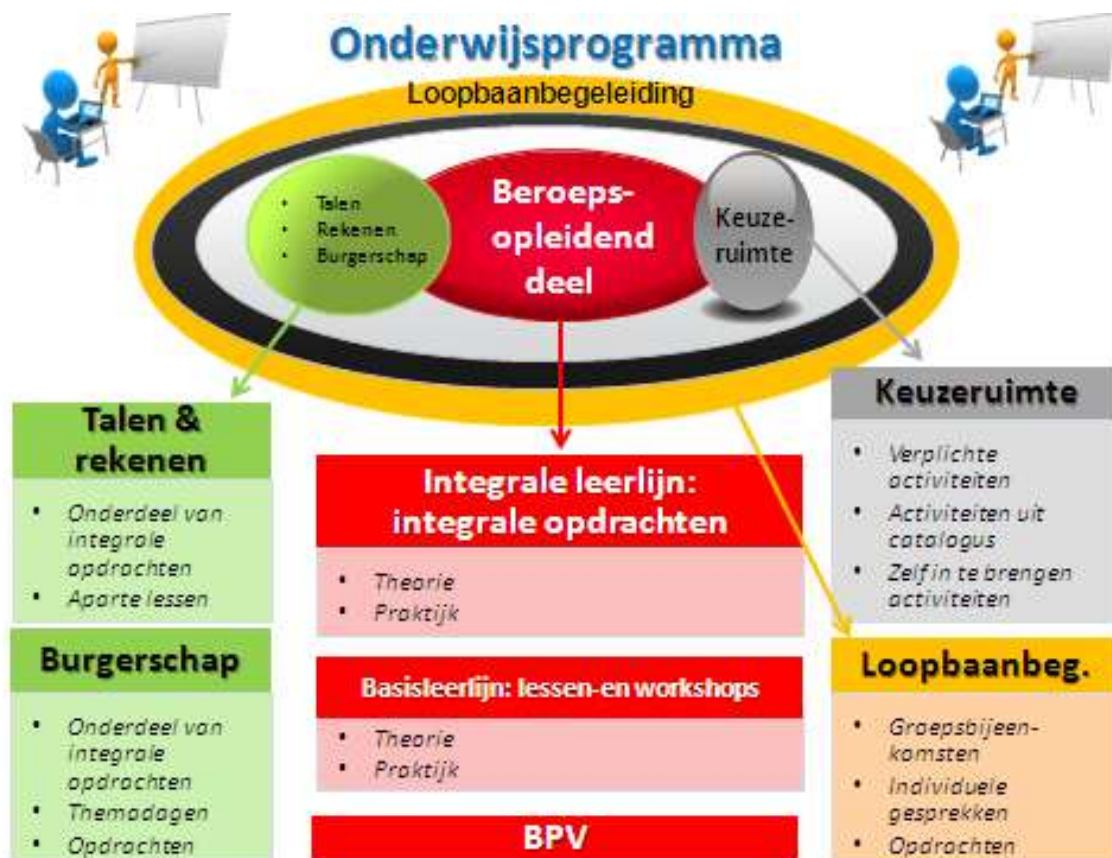 Onderwijsprogramma
Loopbaanbegeleiding
• Talen
• Rekenen
• Burgerschap
Beroeps-
opleidend
deel
Keuze-
ruimte
Talen &
rekenen
• Onderdeel van
integrale
opdrachten
• Aparte lessen
Burgerschap
• Onderdeel van
integrale
opdrachten
• Themadagen
• Opdrachten
Integrale leerlijn:
integrale opdrachten
• Theorie
• Praktijk
Basisleerlijn: lessen-en workshops
• Theorie
• Praktijk
BPV
Keuzeruimte
• Verplichte
activiteiten
• Activiteiten uit
catalogus
• Zelf in te brengen
activiteiten
Loopbaanbeg.
• Groepsbijeen-
komsten
• Individuele
gesprekken
• Opdrachten